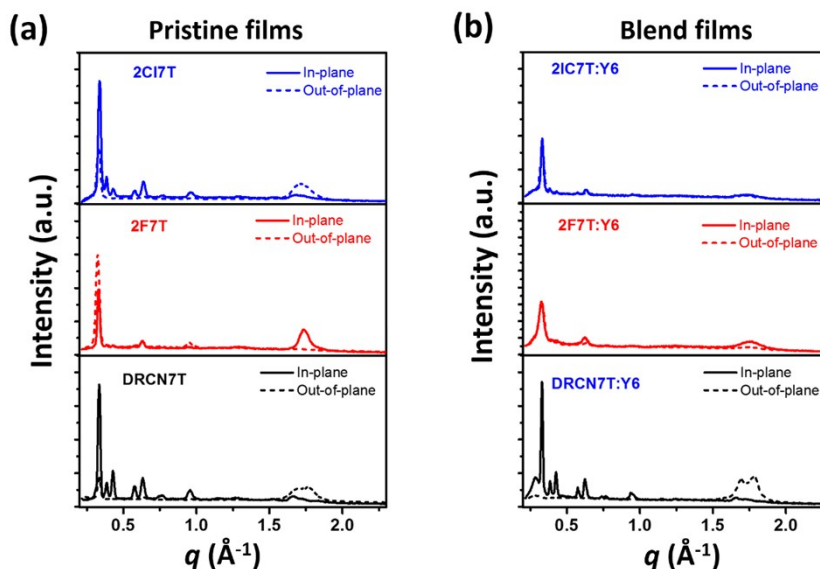 (a) Pristine films
2CI7T
In-plane
Out-of-plane
2F7T
In-plane
Out-of-plane
DRCN7T
In-plane
Out-of-plane
Intensity (a.u.)
0.5 1.0 1.5 2.0
q (Å⁻¹)
(b) Blend films
2IC7T:Y6
In-plane
Out-of-plane
2F7T:Y6
In-plane
Out-of-plane
DRCN7T:Y6
In-plane
Out-of-plane
Intensity (a.u.)
0.5 1.0 1.5 2.0
q (Å⁻¹)